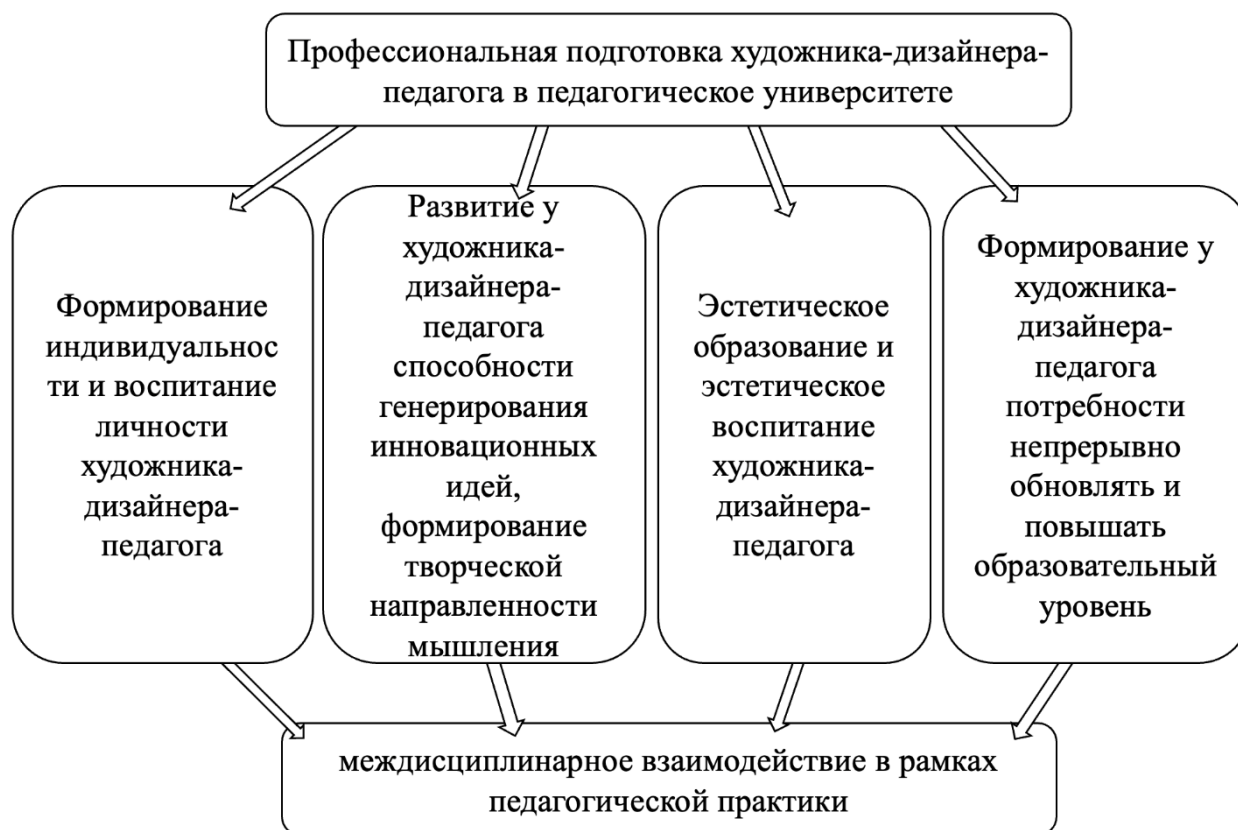 Профессиональная подготовка художника-дизайнера-
педагога в педагогическое университете
Формирование
индивидуальнос
ти и воспитание
личности
художника-
дизайнера-
педагога
Развитие у
художника-
дизайнера-
педагога
способности
генерирования
инновационных
идей,
формирование
творческой
направленности
мышления
Эстетическое
образование и
эстетическое
воспитание
художника-
дизайнера-
педагога
Формирование у
художника-
дизайнера-
педагога
потребности
непрерывно
обновлять и
повышать
образовательный
уровень
междисциплинарное взаимодействие в рамках
педагогической практики